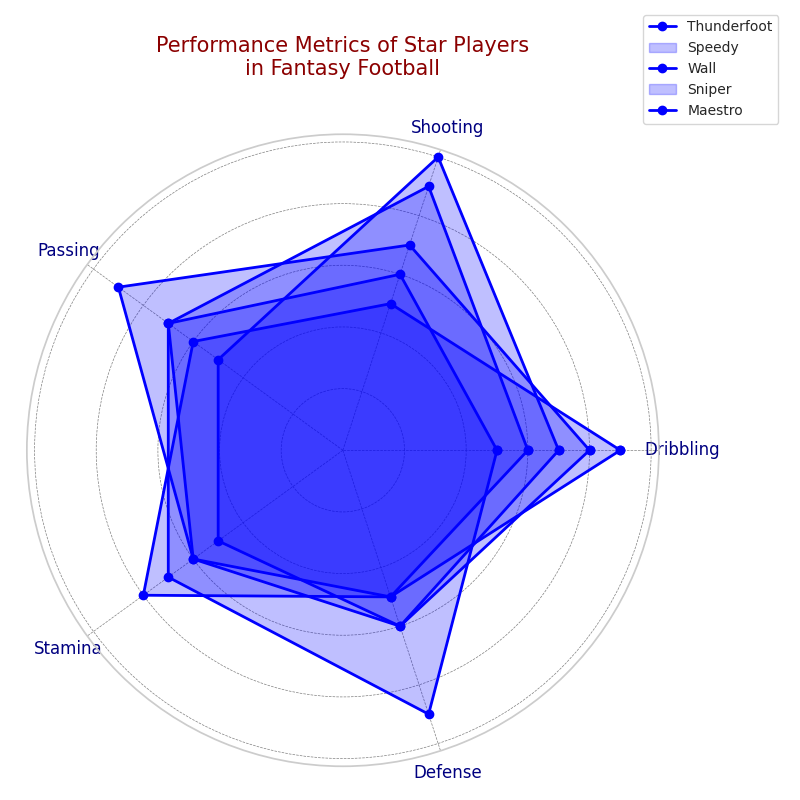 Performance Metrics of Star Players
in Fantasy Football
Thunderfoot
Speedy
Wall
Sniper
Maestro
Shooting
Passing
Dribbling
Stamina
Defense